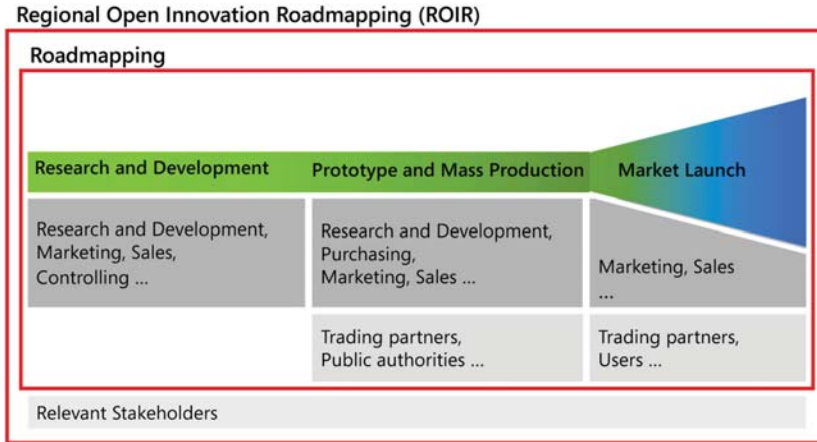 Regional Open Innovation Roadmapping (ROIR)
Roadmapping
Research and Development
Prototype and Mass Production
Market Launch
Research and Development,
Marketing, Sales,
Controlling ...
Research and Development,
Purchasing,
Marketing, Sales ...
Marketing, Sales
...
Trading partners,
Public authorities ...
Trading partners,
Users ...
Relevant Stakeholders